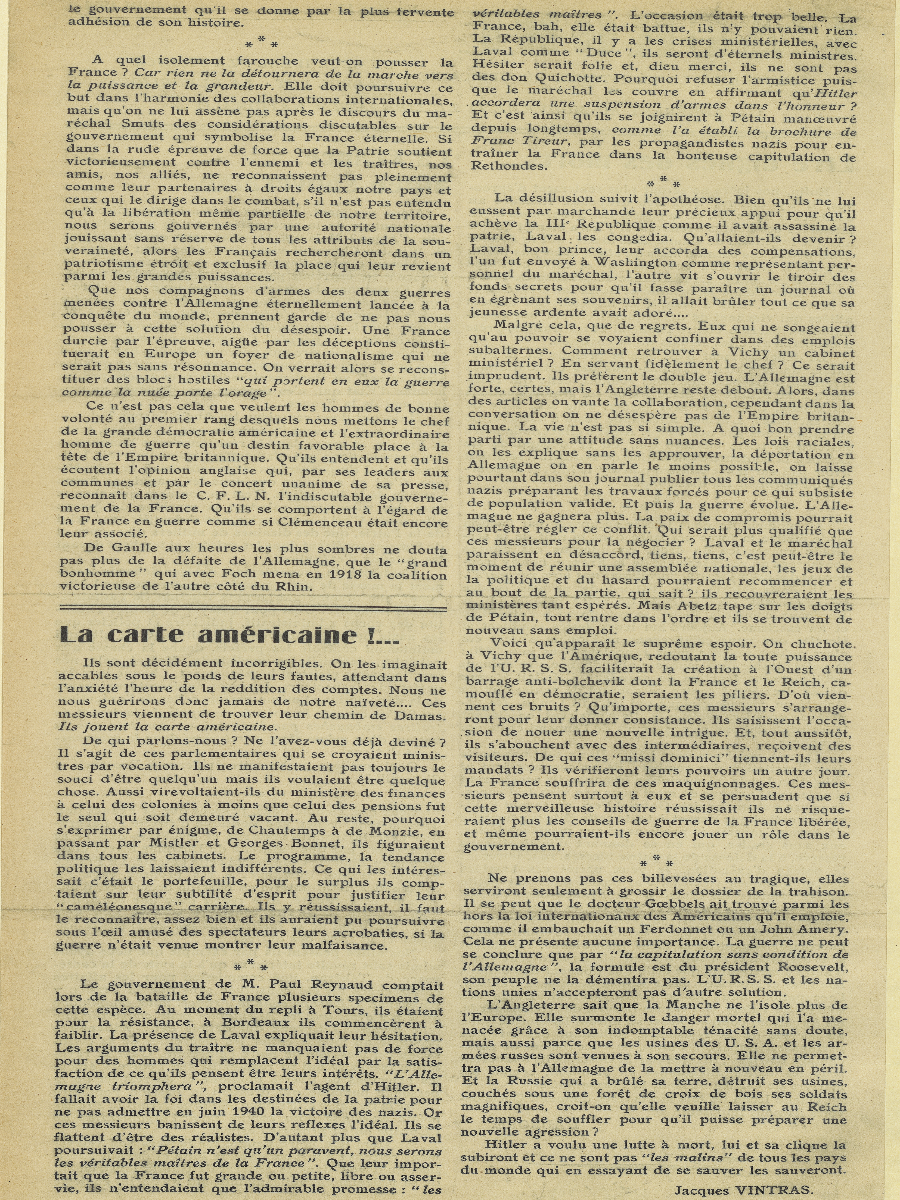 le gouvernement qu'il se donne par la plus fervente
adhésion de son histoire.
* * *
A quel isolement farouche veut-on pousser la
France ? Car rien ne la détournera de la marche vers
la puissance et la grandeur. Elle doit poursuivre ce
but dans l'harmonie des collaborations internationales,
mais qu'on ne lui assène pas après le discours du ma-
réchal Smuts des considérations discutables sur le
gouvernement qui symbolise la France éternelle. Si
dans la rude épreuve de force que la Patrie soutient
victorieusement contre l'ennemi et les traîtres, nos
amis, nos alliés, ne reconnaissent pas pleinement
comme leur partenaires à droits égaux notre pays et
ceux qui le dirige dans le combat, s'il n'est pas entendu
qu'à la libération même partielle de notre territoire,
nous serons gouvernés par une autorité nationale
jouissant sans réserve de tous les attributs de la sou-
veraineté, alors les Français rechercheront dans un
patriotisme étroit et exclusif la place qui leur revient
parmi les grandes puissances.
Que nos compagnons d'armes des deux guerres
menées contre l'Allemagne éternellement lancée à la
conquête du monde, prennent garde de ne pas nous
pousser à cette solution du désespoir. Une France
durcie par l'épreuve, aigüe par les déceptions consti-
tuerait en Europe un foyer de nationalisme qui ne
serait pas sans résonnance. On verrait alors se recons-
tituer des blocs hostiles "qui portent en eux la guerre
comme la nuée porte l'orage".
Ce n'est pas cela que veulent les hommes de bonne
volonté au premier rang desquels nous mettons le chef
de la grande démocratie américaine et l'extraordinaire
homme de guerre qu'un destin favorable place à la
tête de l'Empire britannique. Qu'ils entendent et qu'ils
écoutent l'opinion anglaise qui, par ses leaders aux
communes et par le concert unanime de sa presse,
reconnaît dans le C. F. L. N. l'indiscutable gouverne-
ment de la France. Qu'ils se comportent à l'égard de
la France en guerre comme si Clémenceau était encore
leur associé.
De Gaulle aux heures les plus sombres ne douta
pas plus de la défaite de l'Allemagne, que le "grand
bonhomme" qui avec Foch mena en 1918 la coalition
victorieuse de l'autre côté du Rhin.
La carte américaine !...
Ils sont décidément incorrigibles. On les imaginait
accables sous le poids de leurs fautes, attendant dans
l'anxiété l'heure de la reddition des comptes. Nous ne
nous guérirons donc jamais de notre naïveté.... Ces
messieurs viennent de trouver leur chemin de Damas.
Ils jouent la carte américaine.
De qui parlons-nous ? Ne l'avez-vous déjà deviné ?
Il s'agit de ces parlementaires qui se croyaient minis-
tres par vocation. Ils ne manifestaient pas toujours le
souci d'être quelqu'un mais ils voulaient être quelque
chose. Aussi virevoltaient-ils du ministère des finances
à celui des colonies à moins que celui des pensions fut
le seul qui soit demeuré vacant. Au reste, pourquoi
s'exprimer par énigme, de Chautemps à de Monzie, en
passant par Mistler et Georges Bonnet, ils figuraient
dans tous les cabinets. Le programme, la tendance
politique les laissaient indifférents. Ce qui les intéres-
sait c'était le portefeuille, pour le surplus ils comp-
taient sur leur subtilité d'esprit pour justifier leur
"caméléonesque" carrière. Ils y réussissaient, il faut
le reconnaître, assez bien et ils auraient pu poursuivre
sous l'œil amusé des spectateurs leurs acrobaties, si la
guerre n'était venue montrer leur malfaisance.
* * *
Le gouvernement de M. Paul Reynaud comptait
lors de la bataille de France plusieurs specimens de
cette espèce. Au moment du repli à Tours, ils étaient
pour la résistance, à Bordeaux ils commencèrent à
faiblir. La présence de Laval expliquait leur hésitation.
Les arguments du traître ne manquaient pas de force
pour des hommes qui remplacent l'idéal par la satis-
faction de ce qu'ils pensent être leurs intérêts. "L'Alle-
magne triomphera", proclamait l'agent d'Hitler. Il
fallait avoir la foi dans les destinées de la patrie pour
ne pas admettre en juin 1940 la victoire des nazis. Or
ces messieurs banissent de leurs reflexes l'idéal. Ils se
flattent d'être des réalistes. D'autant plus que Laval
poursuivait : "Pétain n'est qu'un paravent, nous serons
les véritables maîtres de la France". Que leur impor-
tait que la France fut grande ou petite, libre ou asser-
vie, ils n'entendaient que l'admirable promesse : "les
véritables maîtres". L'occasion était trop belle. La
France, bah, elle était battue, ils n'y pouvaient rien.
La République, il y a les crises ministérielles, avec
Laval comme "Duce", ils seront d'éternels ministres.
Hésiter serait folie et, dieu merci, ils ne sont pas
des don Quichotte. Pourquoi refuser l'armistice puis-
que le maréchal les couvre en affirmant qu'Hitler
accordera une suspension d'armes dans l'honneur ?
Et c'est ainsi qu'ils se joignirent à Pétain manœuvré
depuis longtemps, comme l'a établi la brochure de
Franc Tireur, par les propagandistes nazis pour en-
traîner la France dans la honteuse capitulation de
Rethondes.
* * *
La désillusion suivit l'apothéose. Bien qu'ils ne lui
eussent par marchande leur précieux appui pour qu'il
achève la IIIe République comme il avait assassiné la
patrie, Laval les congédia. Qu'allaient-ils devenir ?
Laval, bon prince, leur accorda des compensations,
l'un fut envoyé à Washington comme représentant per-
sonnel du maréchal, l'autre vit s'ouvrir le tiroir des
fonds secrets pour qu'il fasse paraître un journal où
en égrènant ses souvenirs, il allait brûler tout ce que sa
jeunesse ardente avait adoré....
Malgré cela, que de regrets. Eux qui ne songeaient
qu'au pouvoir se voyaient confiner dans des emplois
subalternes. Comment retrouver à Vichy un cabinet
ministériel ? En servant fidèlement le chef ? Ce serait
imprudent. Ils préfèrent le double jeu. L'Allemagne est
forte, certes, mais l'Angleterre reste debout. Alors, dans
des articles on vante la collaboration, cependant dans la
conversation on ne désespère pas de l'Empire britan-
nique. La vie n'est pas si simple. A quoi bon prendre
parti par une attitude sans nuances. Les lois raciales,
on les explique sans les approuver, la déportation en
Allemagne on en parle le moins possible, on laisse
pourtant dans son journal publier tous les communiqués
nazis préparant les travaux forcés pour ce qui subsiste
de population valide. Et puis la guerre évolue. L'Alle-
magne ne gagnera plus. La paix de compromis pourrait
peut-être régler ce conflit. Qui serait plus qualifié que
ces messieurs pour la négocier ? Laval et le maréchal
paraissent en désaccord, tiens, tiens, c'est peut-être le
moment de réunir une assemblée nationale, les jeux de
la politique et du hasard pourraient recommencer et
au bout de la partie, qui sait ? ils recouvreraient les
ministères tant espérés. Mais Abetz tape sur les doigts
de Pétain, tout rentre dans l'ordre et ils se trouvent de
nouveau sans emploi.
Voici qu'apparaît le suprême espoir. On chuchote
à Vichy que l'Amérique, redoutant la toute puissance
de l'U. R. S. S. faciliterait la création à l'Ouest d'un
barrage anti-bolchevik dont la France et le Reich, ca-
mouflé en démocratie, seraient les piliers. D'où vien-
nent ces bruits ? Qu'importe, ces messieurs s'arrange-
ront pour leur donner consistance. Ils saisissent l'occa-
sion de nouer une nouvelle intrigue. Et, tout aussitôt,
ils s'abouchent avec des intermédiaires, reçoivent des
visiteurs. De qui ces "missi dominici" tiennent-ils leurs
mandats ? Ils vérifieront leurs pouvoirs un autre jour.
La France souffrira de ces maquignonnages. Ces mes-
sieurs pensent surtout à eux et se persuadent que si
cette merveilleuse histoire réussissait ils ne risque-
raient plus les conseils de guerre de la France libérée,
et même pourraient-ils encore jouer un rôle dans le
gouvernement.
* * *
Ne prenons pas ces billevesées au tragique, elles
serviront seulement à grossir le dossier de la trahison.
Il se peut que le docteur Gœbbels ait trouvé parmi les
hors la loi internationaux des Américains qu'il emploie,
comme il embauchait un Ferdonnet ou un John Amery.
Cela ne présente aucune importance. La guerre ne peut
se conclure que par "la capitulation sans condition de
l'Allemagne", la formule est du président Roosevelt,
son peuple ne la démentira pas. L'U.R.S.S. et les na-
tions unies n'accepteront pas d'autre solution.
L'Angleterre sait que la Manche ne l'isole plus de
l'Europe. Elle surmonte le danger mortel qui l'a me-
nacée grâce à son indomptable ténacité sans doute,
mais aussi parce que les usines des U. S. A. et les ar-
mées russes sont venues à son secours. Elle ne permet-
tra pas à l'Allemagne de la mettre à nouveau en péril.
Et la Russie qui a brûlé sa terre, détruit ses usines,
couchés sous une forêt de croix de bois ses soldats
magnifiques, croit-on qu'elle veuille laisser au Reich
le temps de souffler pour qu'il puisse préparer une
nouvelle agression ?
Hitler a voulu une lutte à mort, lui et sa clique la
subiront et ce ne sont pas "les malins" de tous les pays
du monde qui en essayant de se sauver les sauveront.
Jacques VINTRAS.